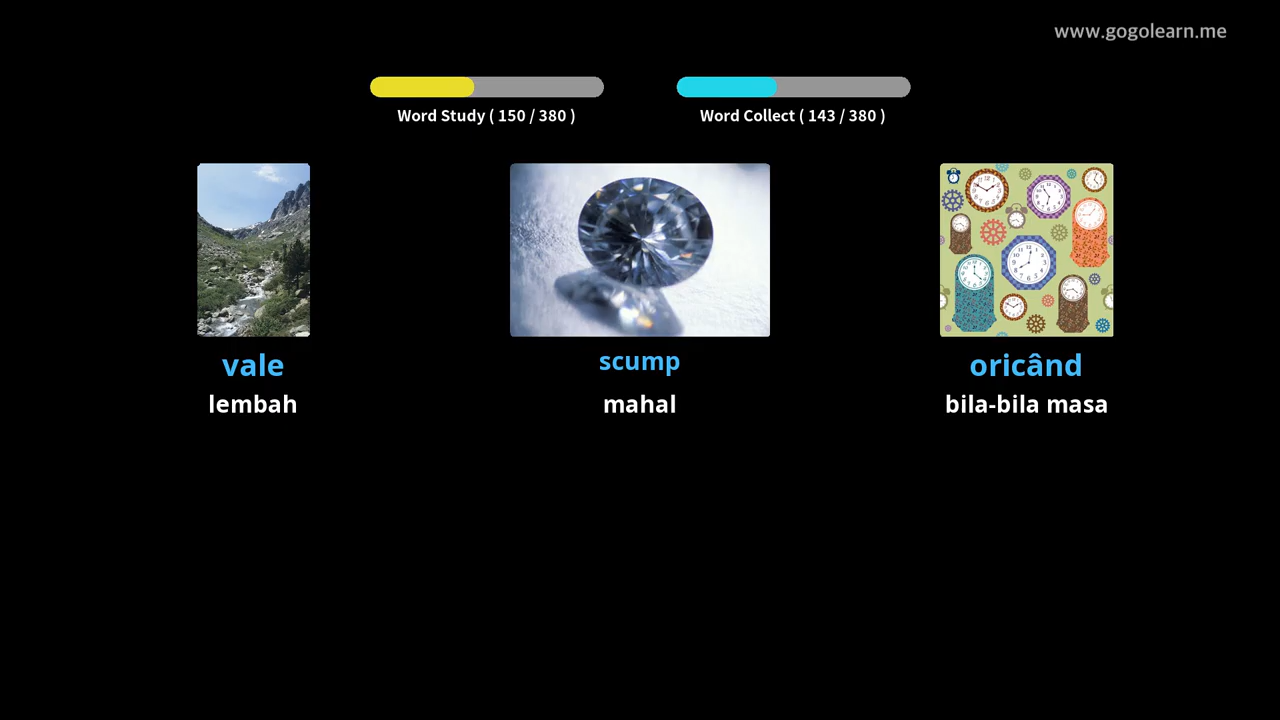 www.gogolearn.me
Word Study ( 150 / 380 )
Word Collect ( 143 / 380 )
vale
scump
oricând
lembah
mahal
bila-bila masa